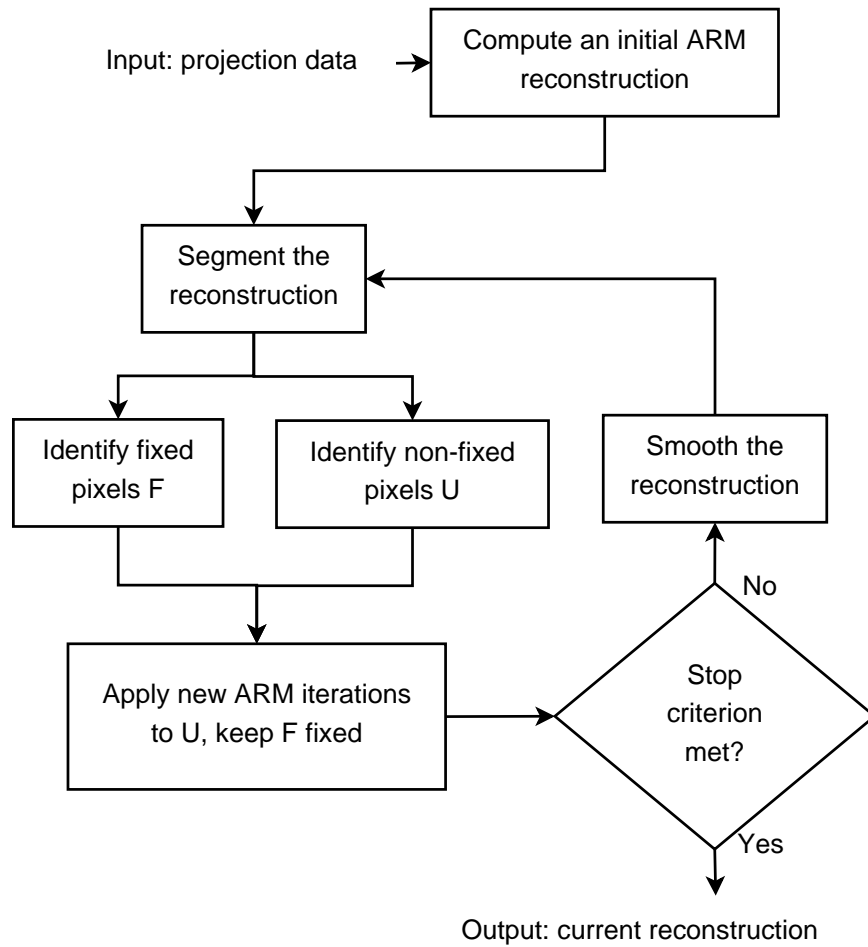 Input: projection data
Compute an initial ARM
reconstruction
Segment the
reconstruction
Identify fixed
pixels F
Identify non-fixed
pixels U
Smooth the
reconstruction
No
Apply new ARM iterations
to U, keep F fixed
Stop
criterion
met?
Yes
Output: current reconstruction